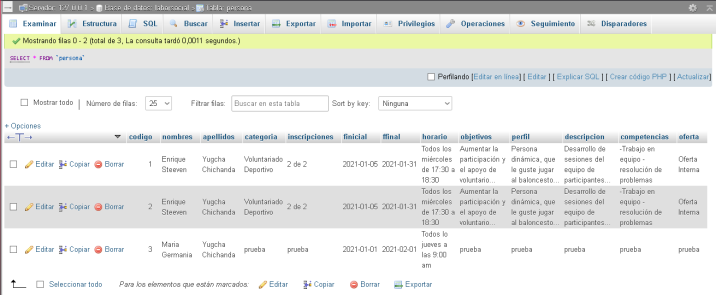 Servidor: 127.0.0.1 » Base de datos: tatumsocial » Tabla: persona
Examinar Estructura SQL Buscar Insertar Exportar Importar Privilegios Operaciones Seguimiento Disparadores
Mostrando filas 0 - 2 (total de 3, La consulta tardó 0,0011 segundos.)
SELECT * FROM `persona`
Perfilando [Editar en línea] [ Editar ] [ Explicar SQL ] [ Crear código PHP ] [ Actualizar]
Mostrar todo | Número de filas: 25 Filtrar filas: Buscar en esta tabla Sort by key: Ninguna
+ Opciones
codigo nombres apellidos categoria inscripciones finicial ffinal horario objetivos perfil descripcion competencias oferta
Editar Copiar Borrar 1 Enrique Steeven Yugcha Chichanda Voluntariado Deportivo 2 de 2 2021-01-05 2021-01-31 Todos los miércoles de 17:30 a 18:30 Aumentar la participación y el apoyo de voluntario... Persona dinámica, que le guste jugar al baloncesto... Desarrollo de sesiones del equipo de participantes... -Trabajo en equipo - resolución de problemas Oferta Interna
Editar Copiar Borrar 2 Enrique Steeven Yugcha Chichanda Voluntariado Deportivo 2 de 2 2021-01-05 2021-01-31 Todos los miércoles de 17:30 a 18:30 Aumentar la participación y el apoyo de voluntario... Persona dinámica, que le guste jugar al baloncesto... Desarrollo de sesiones del equipo de participantes... -Trabajo en equipo - resolución de problemas Oferta Interna
Editar Copiar Borrar 3 Maria Germania Yugcha Chichanda prueba prueba 2021-01-01 2021-02-01 Todos lo jueves a las 9:00 am prueba prueba prueba prueba prueba
Seleccionar todo Para los elementos que están marcados: Editar Copiar Borrar Exportar